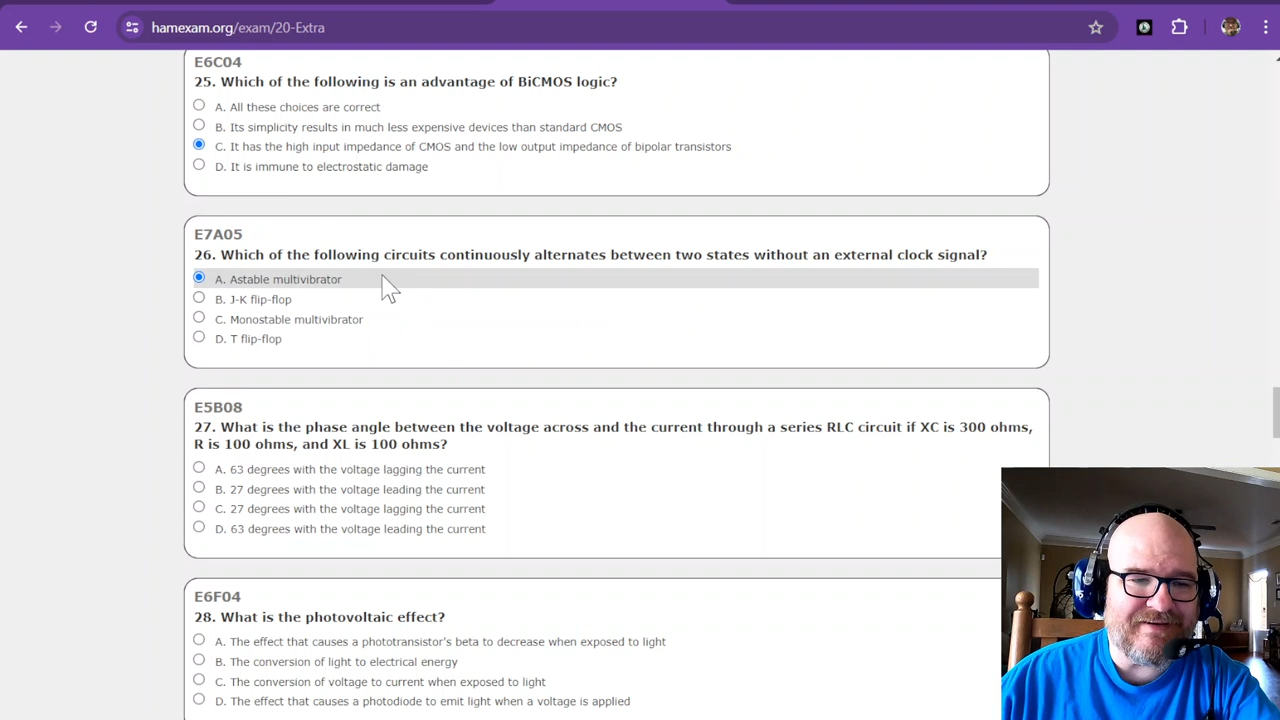 hamexam.org/exam/20-Extra
E6C04
25. Which of the following is an advantage of BiCMOS logic?
A. All these choices are correct
B. Its simplicity results in much less expensive devices than standard CMOS
C. It has the high input impedance of CMOS and the low output impedance of bipolar transistors
D. It is immune to electrostatic damage
E7A05
26. Which of the following circuits continuously alternates between two states without an external clock signal?
A. Astable multivibrator
B. J-K flip-flop
C. Monostable multivibrator
D. T flip-flop
E5B08
27. What is the phase angle between the voltage across and the current through a series RLC circuit if XC is 300 ohms,
R is 100 ohms, and XL is 100 ohms?
A. 63 degrees with the voltage lagging the current
B. 27 degrees with the voltage leading the current
C. 27 degrees with the voltage lagging the current
D. 63 degrees with the voltage leading the current
E6F04
28. What is the photovoltaic effect?
A. The effect that causes a phototransistor's beta to decrease when exposed to light
B. The conversion of light to electrical energy
C. The conversion of voltage to current when exposed to light
D. The effect that causes a photodiode to emit light when a voltage is applied